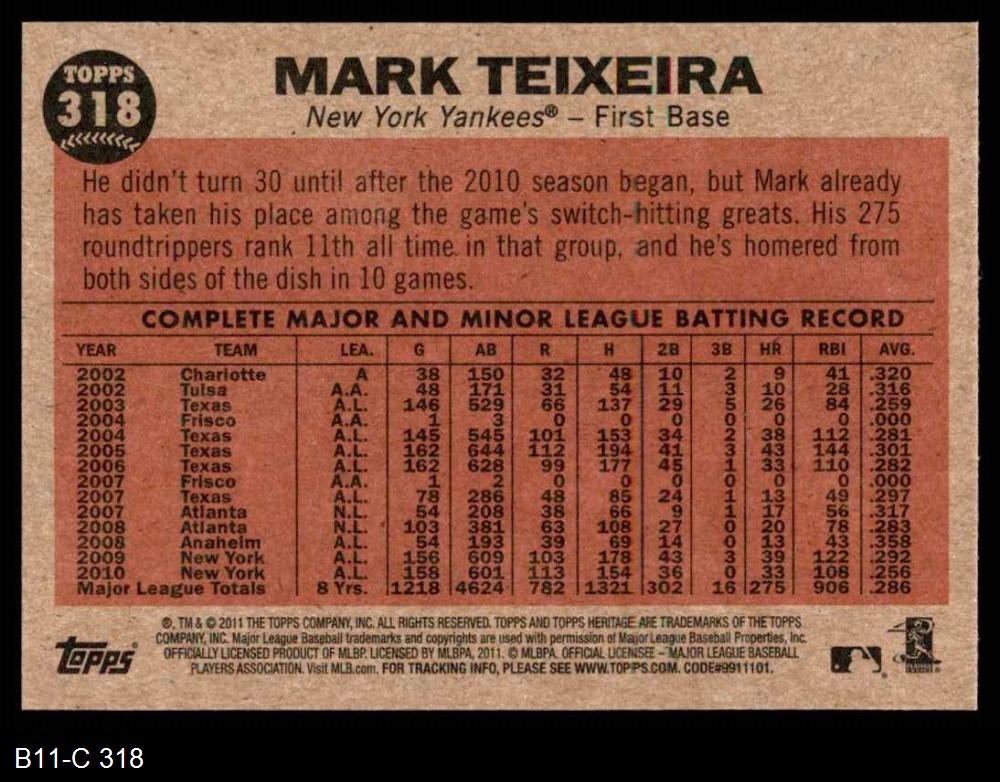 TOPPS
318
MARK TEIXEIRA
New York Yankees® – First Base
He didn't turn 30 until after the 2010 season began, but Mark already
has taken his place among the game's switch-hitting greats. His 275
roundtrippers rank 11th all time in that group, and he's homered from
both sides of the dish in 10 games.
COMPLETE MAJOR AND MINOR LEAGUE BATTING RECORD
YEAR TEAM LEA. G AB R H 2B 3B HR RBI AVG.
2002 Charlotte A 38 150 32 48 10 2 9 41 .320
2002 Tulsa A.A. 48 171 31 54 11 3 10 28 .316
2003 Texas A.L. 146 529 66 137 29 5 26 84 .259
2004 Frisco A.A. 1 3 0 0 0 0 0 0 .000
2004 Texas A.L. 145 545 101 153 34 2 38 112 .281
2005 Texas A.L. 162 644 112 194 41 3 43 144 .301
2006 Texas A.L. 162 628 99 177 45 1 33 110 .282
2007 Frisco A.A. 1 2 0 0 0 0 0 0 .000
2007 Texas A.L. 78 286 48 85 24 1 13 49 .297
2007 Atlanta N.L. 54 208 38 66 9 1 17 56 .317
2008 Atlanta N.L. 103 381 63 108 27 0 20 78 .283
2008 Anaheim A.L. 54 193 39 69 14 0 13 43 .358
2009 New York A.L. 156 609 103 178 43 3 39 122 .292
2010 New York A.L. 158 601 113 154 36 0 33 108 .256
Major League Totals 8 Yrs. 1218 4624 782 1321 302 16 275 906 .286
®, TM & © 2011 THE TOPPS COMPANY, INC. ALL RIGHTS RESERVED. TOPPS AND TOPPS HERITAGE ARE TRADEMARKS OF THE TOPPS
COMPANY, INC. Major League Baseball trademarks and copyrights are used with permission of Major League Baseball Properties, Inc.
OFFICIALLY LICENSED PRODUCT OF MLBP. LICENSED BY MLBPA, 2011. © MLBPA. OFFICIAL LICENSEE – MAJOR LEAGUE BASEBALL
PLAYERS ASSOCIATION. Visit MLB.com. FOR TRACKING INFO, PLEASE SEE WWW.TOPPS.COM. CODE#9911101.
Topps
B11-C 318